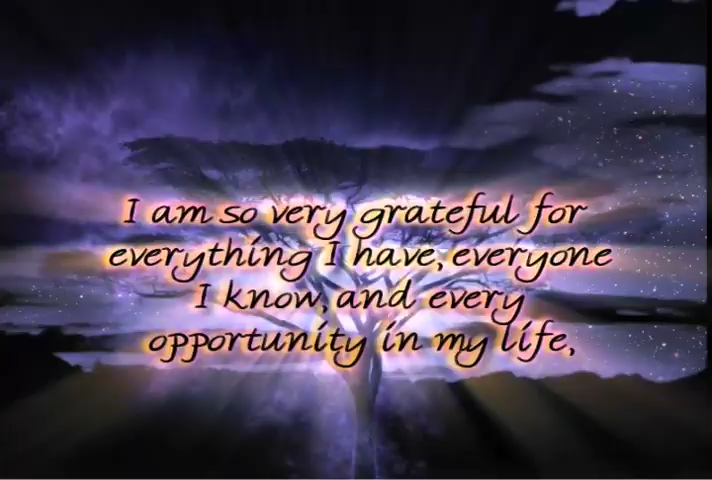 I am so very grateful for
everything I have, everyone
I know, and every
opportunity in my life,